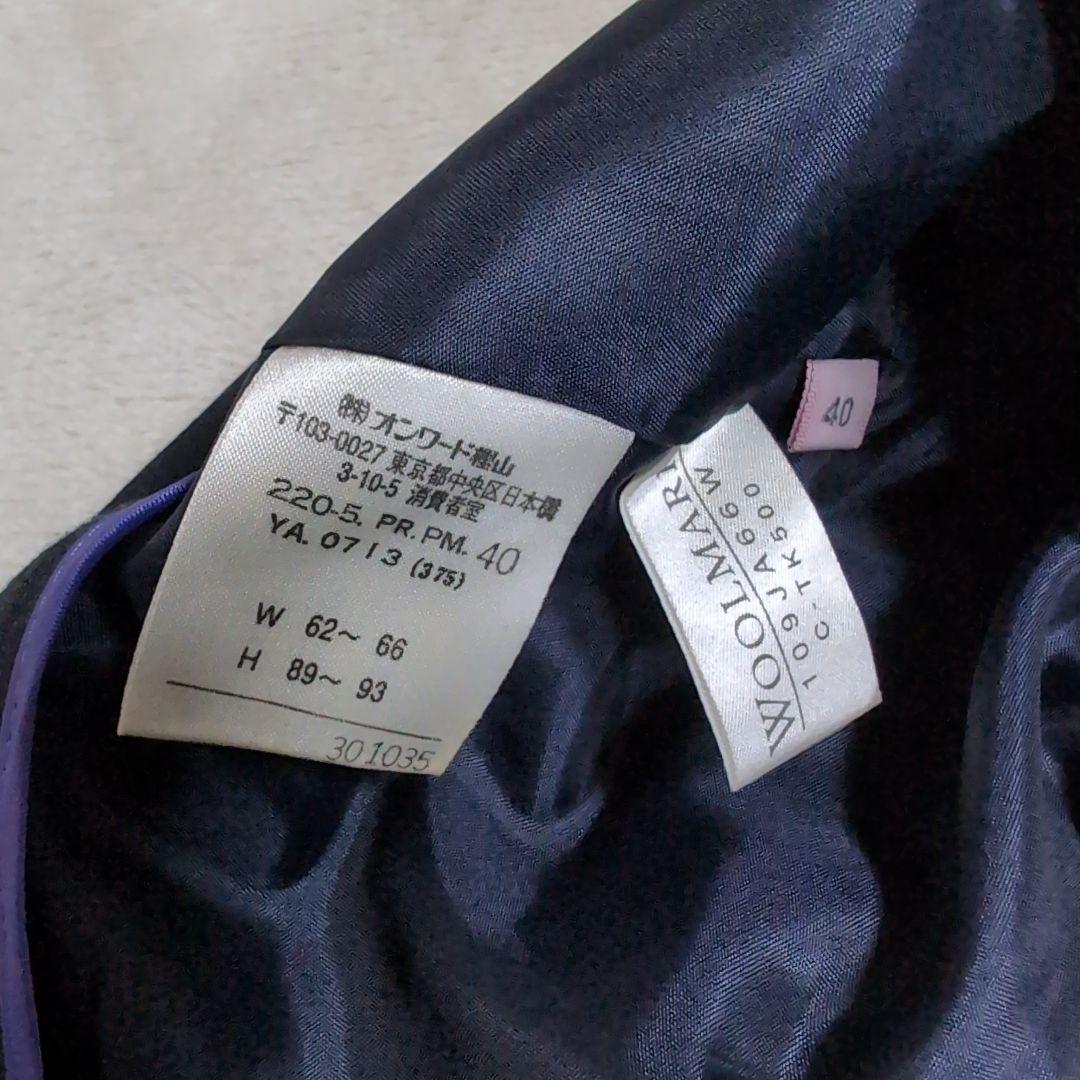 ㈱オンワード樫山
〒103-0027 東京都中央区日本橋
3-10-5 消費者室
220-5. PR.PM. 40
YA. 0713 (375)
W 62～ 66
H 89～ 93
301035
WOOLMARK
109JA66W
C-TK500
40